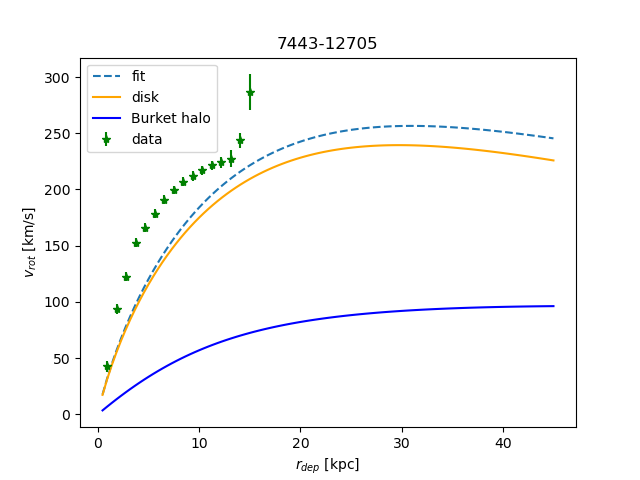 7443-12705
fit
disk
Burket halo
data
300
250
200
150
100
50
0
v_rot [km/s]
0 10 20 30 40
r_dep [kpc]